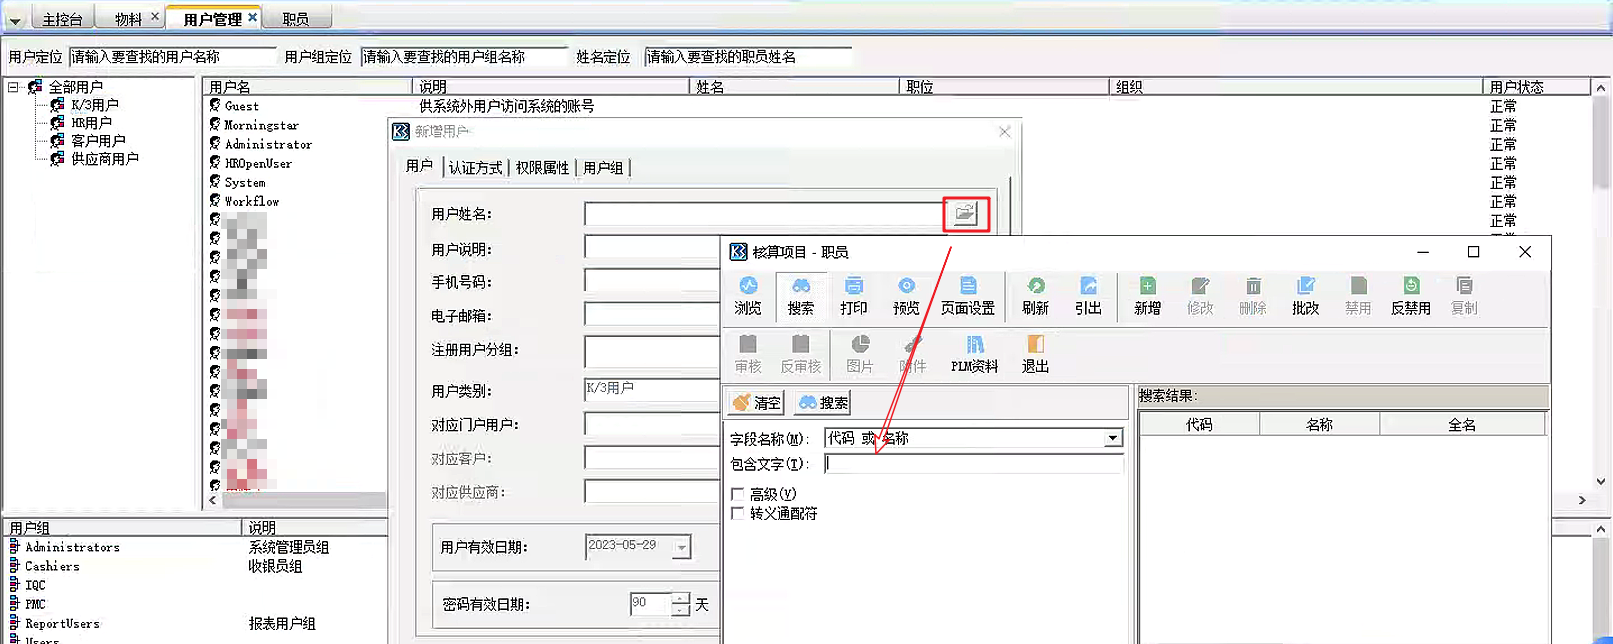 主控台 物料 × 用户管理 × 职员
用户定位 请输入要查找的用户名称 用户组定位 请输入要查找的用户组名称 姓名定位 请输入要查找的职员姓名
全部用户
K/3用户
HR用户
客户用户
供应商用户
用户名 说明 姓名 职位 组织 用户状态
Guest 供系统外用户访问系统的账号 正常
Morningstar 正常
Administrator 正常
HROpenUser 正常
System 正常
Workflow 正常
正常
新增用户
用户 认证方式 权限属性 用户组
用户姓名:
用户说明:
手机号码:
电子邮箱:
注册用户分组:
用户类别: K/3用户
对应门户用户:
对应客户:
对应供应商:
用户有效日期: 2023-05-29
密码有效日期: 90 天
核算项目 - 职员
浏览 搜索 打印 预览 页面设置 刷新 引出 新增 修改 删除 批改 禁用 反禁用 复制
审核 反审核 图片 附件 PLM资料 退出
清空 搜索
字段名称(M): 代码 或 名称
包含文字(T):
高级(V)
转义通配符
搜索结果:
代码 名称 全名
用户组 说明
Administrators 系统管理员组
Cashiers 收银员组
IQC
PMC
ReportUsers 报表用户组
Users